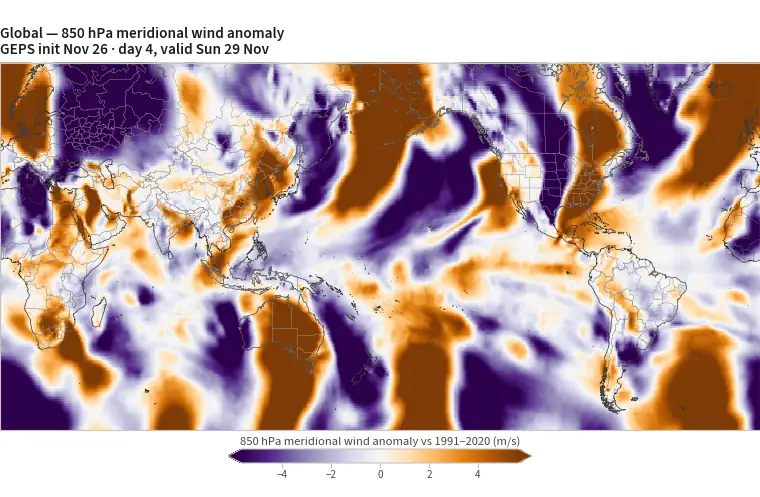 Global — 850 hPa meridional wind anomaly
GEPS init Nov 26 · day 4, valid Sun 29 Nov
850 hPa meridional wind anomaly vs 1991–2020 (m/s)
−4 −2 0 2 4